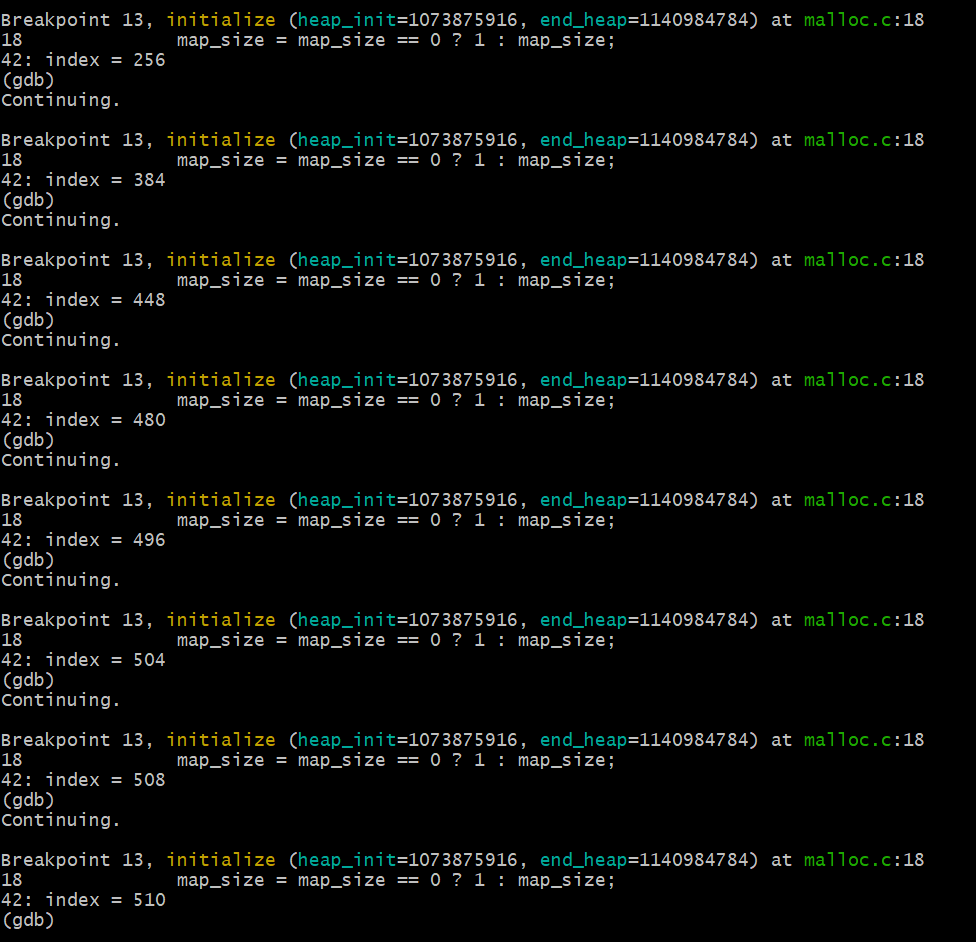 Breakpoint 13, initialize (heap_init=1073875916, end_heap=1140984784) at malloc.c:18
18              map_size = map_size == 0 ? 1 : map_size;
42: index = 256
(gdb)
Continuing.

Breakpoint 13, initialize (heap_init=1073875916, end_heap=1140984784) at malloc.c:18
18              map_size = map_size == 0 ? 1 : map_size;
42: index = 384
(gdb)
Continuing.

Breakpoint 13, initialize (heap_init=1073875916, end_heap=1140984784) at malloc.c:18
18              map_size = map_size == 0 ? 1 : map_size;
42: index = 448
(gdb)
Continuing.

Breakpoint 13, initialize (heap_init=1073875916, end_heap=1140984784) at malloc.c:18
18              map_size = map_size == 0 ? 1 : map_size;
42: index = 480
(gdb)
Continuing.

Breakpoint 13, initialize (heap_init=1073875916, end_heap=1140984784) at malloc.c:18
18              map_size = map_size == 0 ? 1 : map_size;
42: index = 496
(gdb)
Continuing.

Breakpoint 13, initialize (heap_init=1073875916, end_heap=1140984784) at malloc.c:18
18              map_size = map_size == 0 ? 1 : map_size;
42: index = 504
(gdb)
Continuing.

Breakpoint 13, initialize (heap_init=1073875916, end_heap=1140984784) at malloc.c:18
18              map_size = map_size == 0 ? 1 : map_size;
42: index = 508
(gdb)
Continuing.

Breakpoint 13, initialize (heap_init=1073875916, end_heap=1140984784) at malloc.c:18
18              map_size = map_size == 0 ? 1 : map_size;
42: index = 510
(gdb)